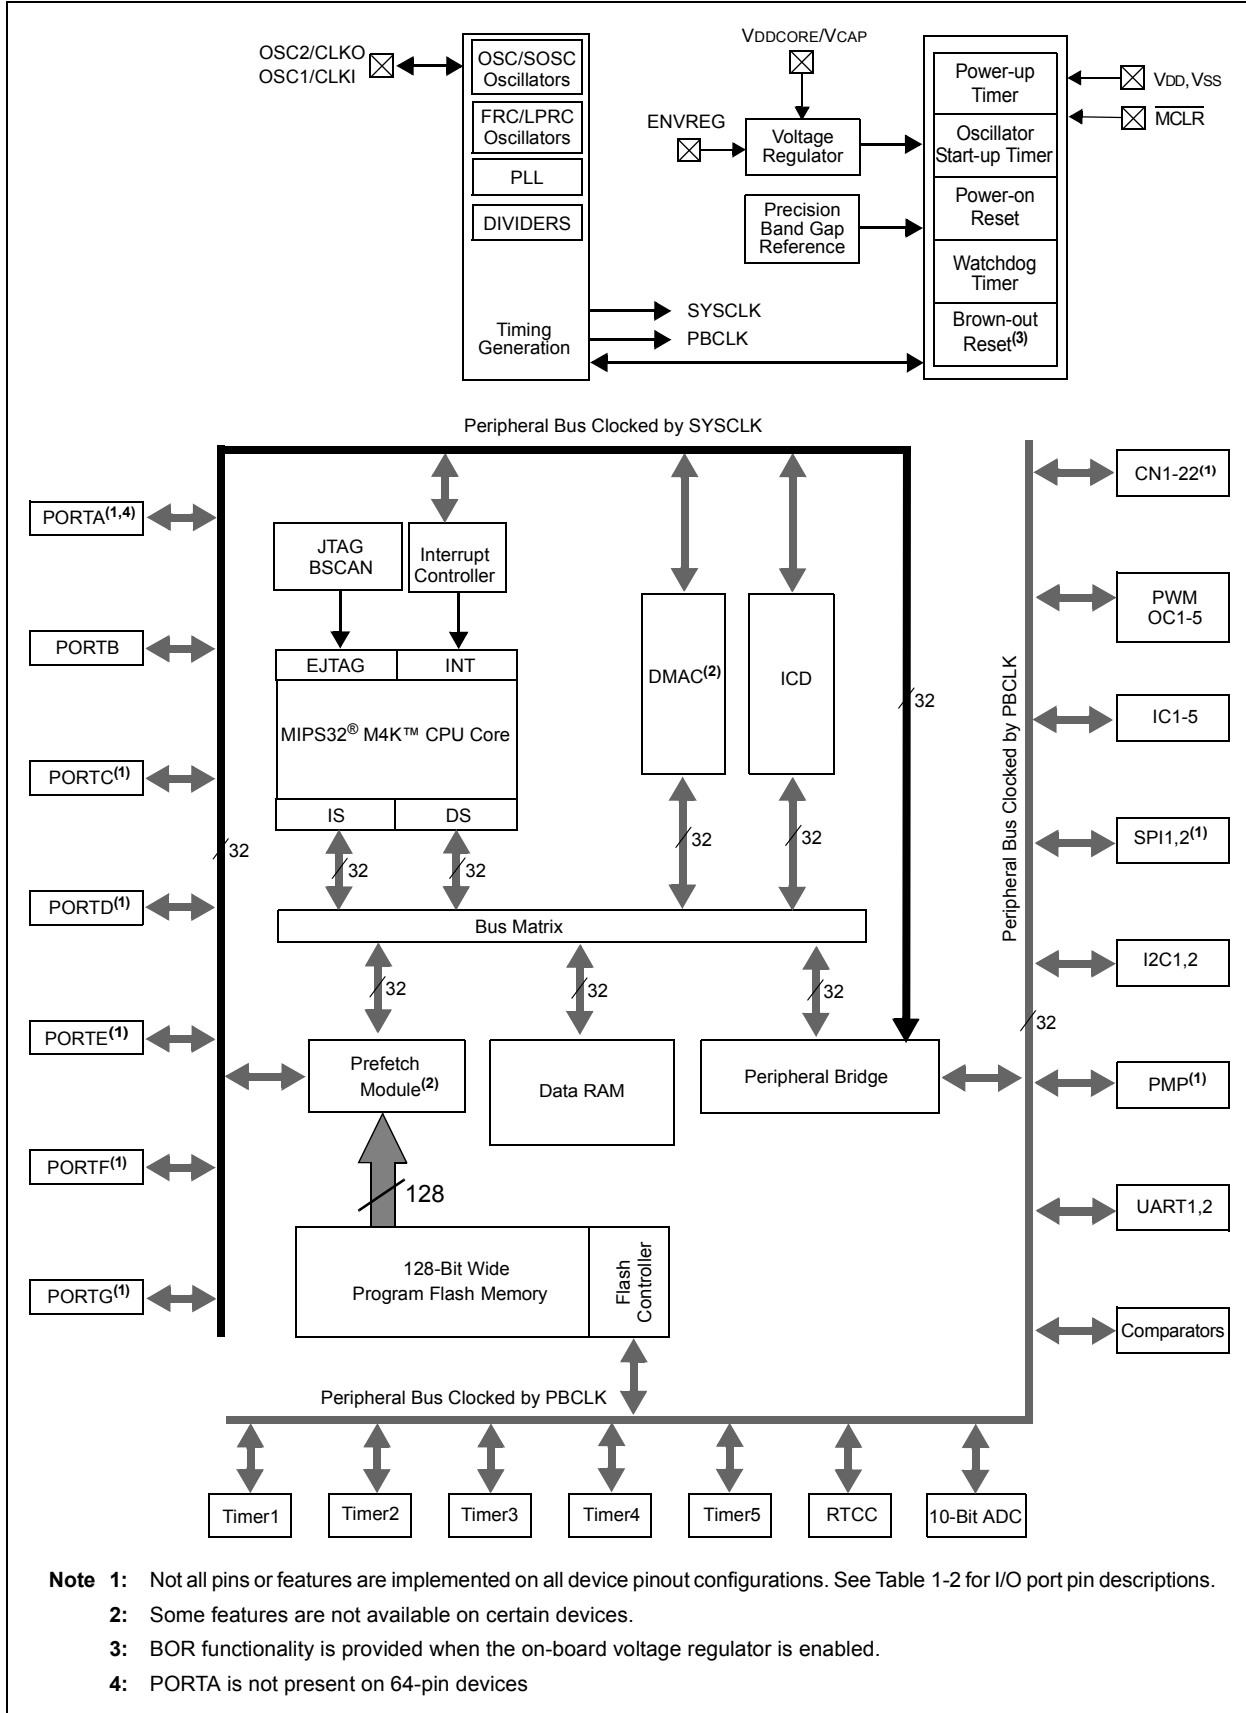 OSC2/CLKO
OSC1/CLKI
OSC/SOSC
Oscillators
FRC/LPRC
Oscillators
PLL
DIVIDERS
Timing
Generation
SYSCLK
PBCLK
VDDCORE/VCAP
ENVREG
Voltage
Regulator
Precision
Band Gap
Reference
Power-up
Timer
Oscillator
Start-up Timer
Power-on
Reset
Watchdog
Timer
Brown-out
Reset(3)
VDD, VSS
MCLR
Peripheral Bus Clocked by SYSCLK
PORTA(1,4)
PORTB
PORTC(1)
PORTD(1)
PORTE(1)
PORTF(1)
PORTG(1)
32
JTAG
BSCAN
Interrupt
Controller
EJTAG
INT
MIPS32® M4K™ CPU Core
IS
DS
32
32
DMAC(2)
ICD
32
32
32
Bus Matrix
32
32
32
Prefetch
Module(2)
Data RAM
Peripheral Bridge
128
128-Bit Wide
Program Flash Memory
Flash
Controller
Peripheral Bus Clocked by PBCLK
32
CN1-22(1)
PWM
OC1-5
IC1-5
SPI1,2(1)
I2C1,2
PMP(1)
UART1,2
Comparators
Peripheral Bus Clocked by PBCLK
Timer1
Timer2
Timer3
Timer4
Timer5
RTCC
10-Bit ADC
Note 1: Not all pins or features are implemented on all device pinout configurations. See Table 1-2 for I/O port pin descriptions.
2: Some features are not available on certain devices.
3: BOR functionality is provided when the on-board voltage regulator is enabled.
4: PORTA is not present on 64-pin devices